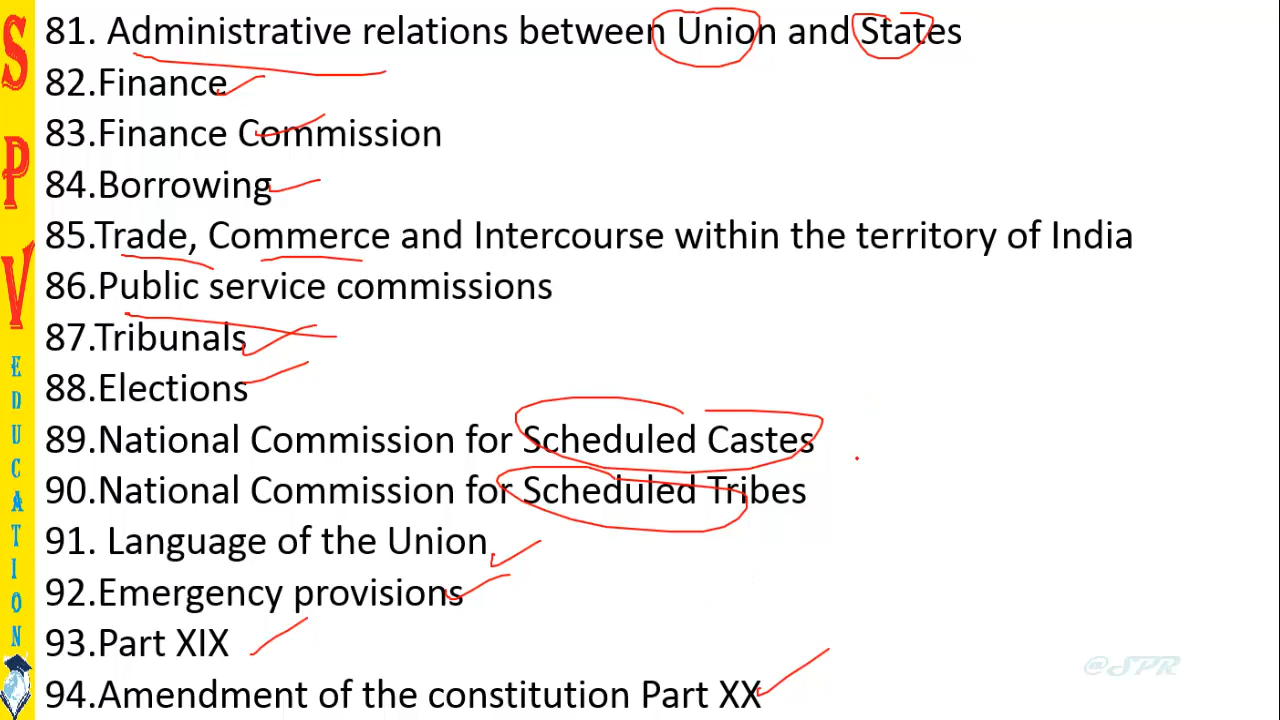 S P V EDUCATION
81. Administrative relations between Union and States
82.Finance
83.Finance Commission
84.Borrowing
85.Trade, Commerce and Intercourse within the territory of India
86.Public service commissions
87.Tribunals
88.Elections
89.National Commission for Scheduled Castes
90.National Commission for Scheduled Tribes
91. Language of the Union
92.Emergency provisions
93.Part XIX
94.Amendment of the constitution Part XX
@SPR